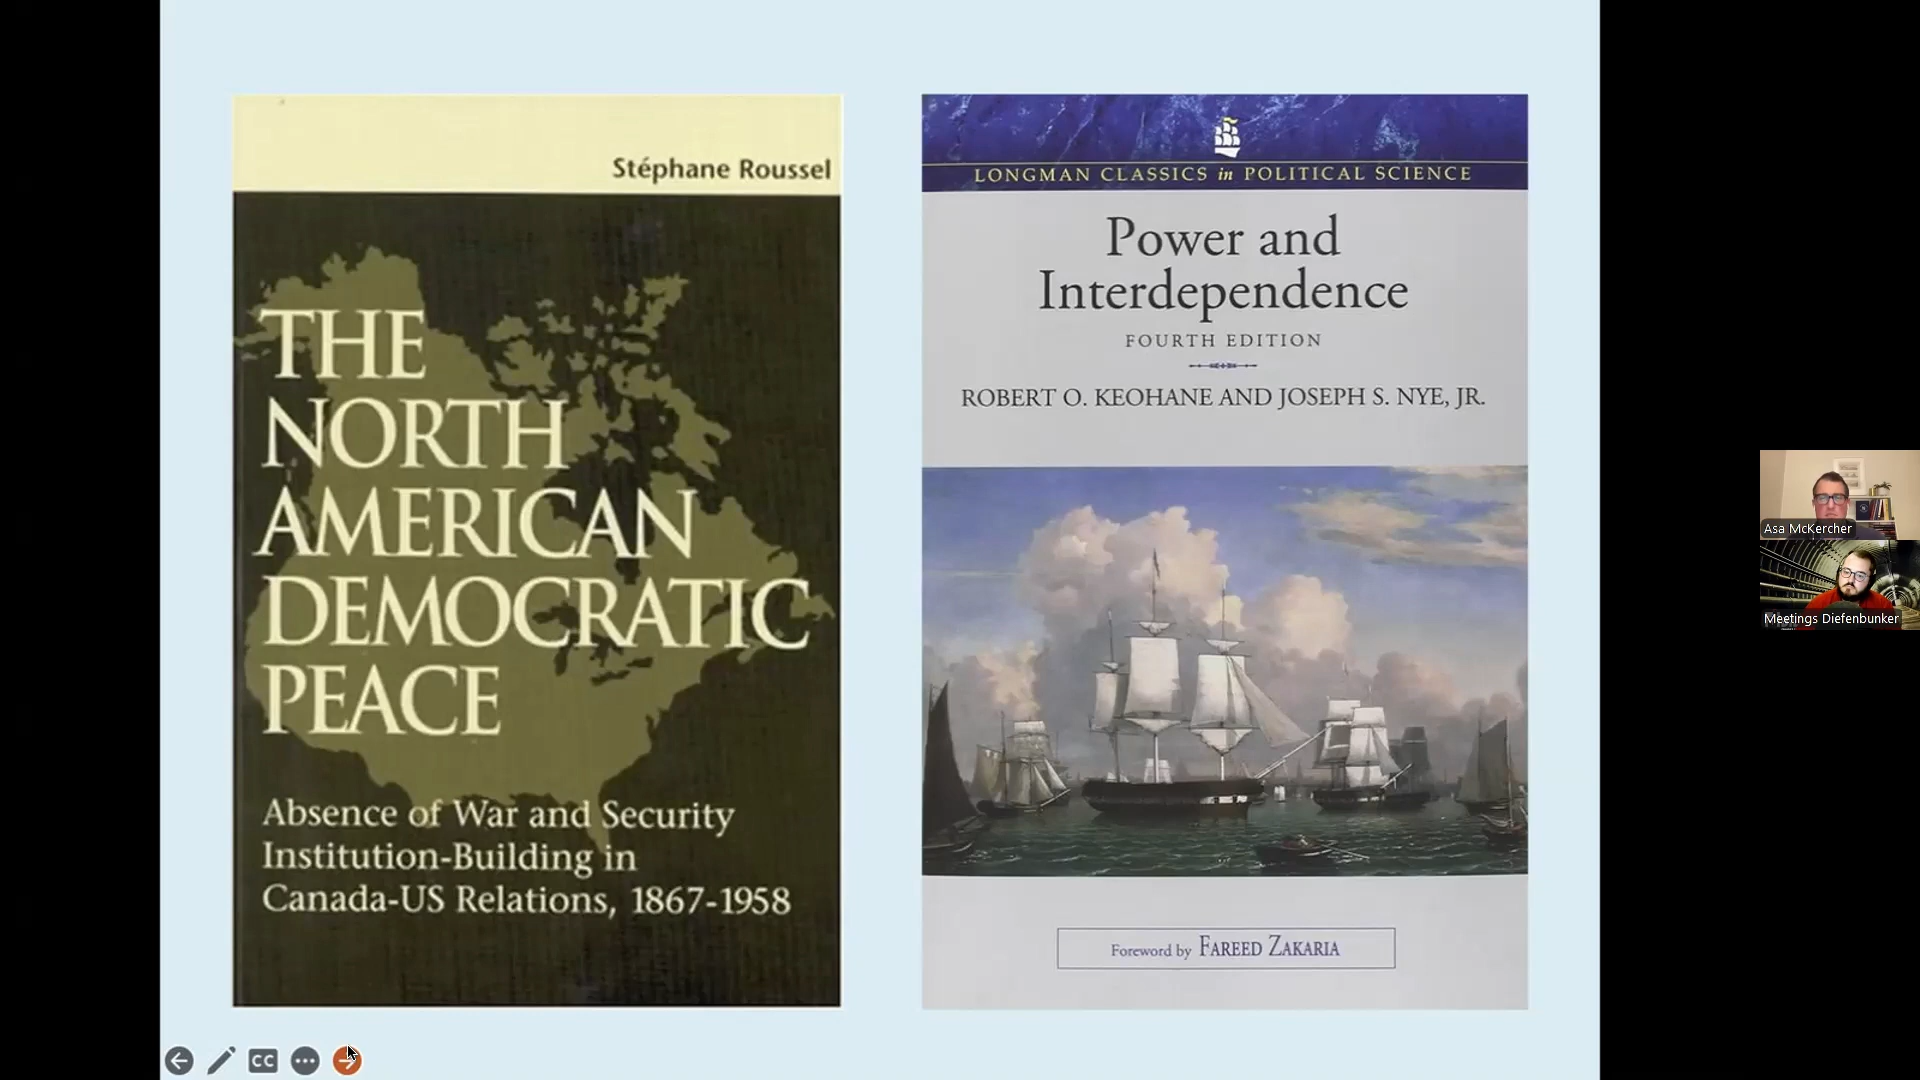 Stéphane Roussel
THE
NORTH
AMERICAN
DEMOCRATIC
PEACE
Absence of War and Security
Institution-Building in
Canada-US Relations, 1867-1958
LONGMAN CLASSICS in POLITICAL SCIENCE
Power and
Interdependence
FOURTH EDITION
ROBERT O. KEOHANE AND JOSEPH S. NYE, JR.
Foreword by FAREED ZAKARIA
Asa McKercher
Meetings Diefenbunker
CC